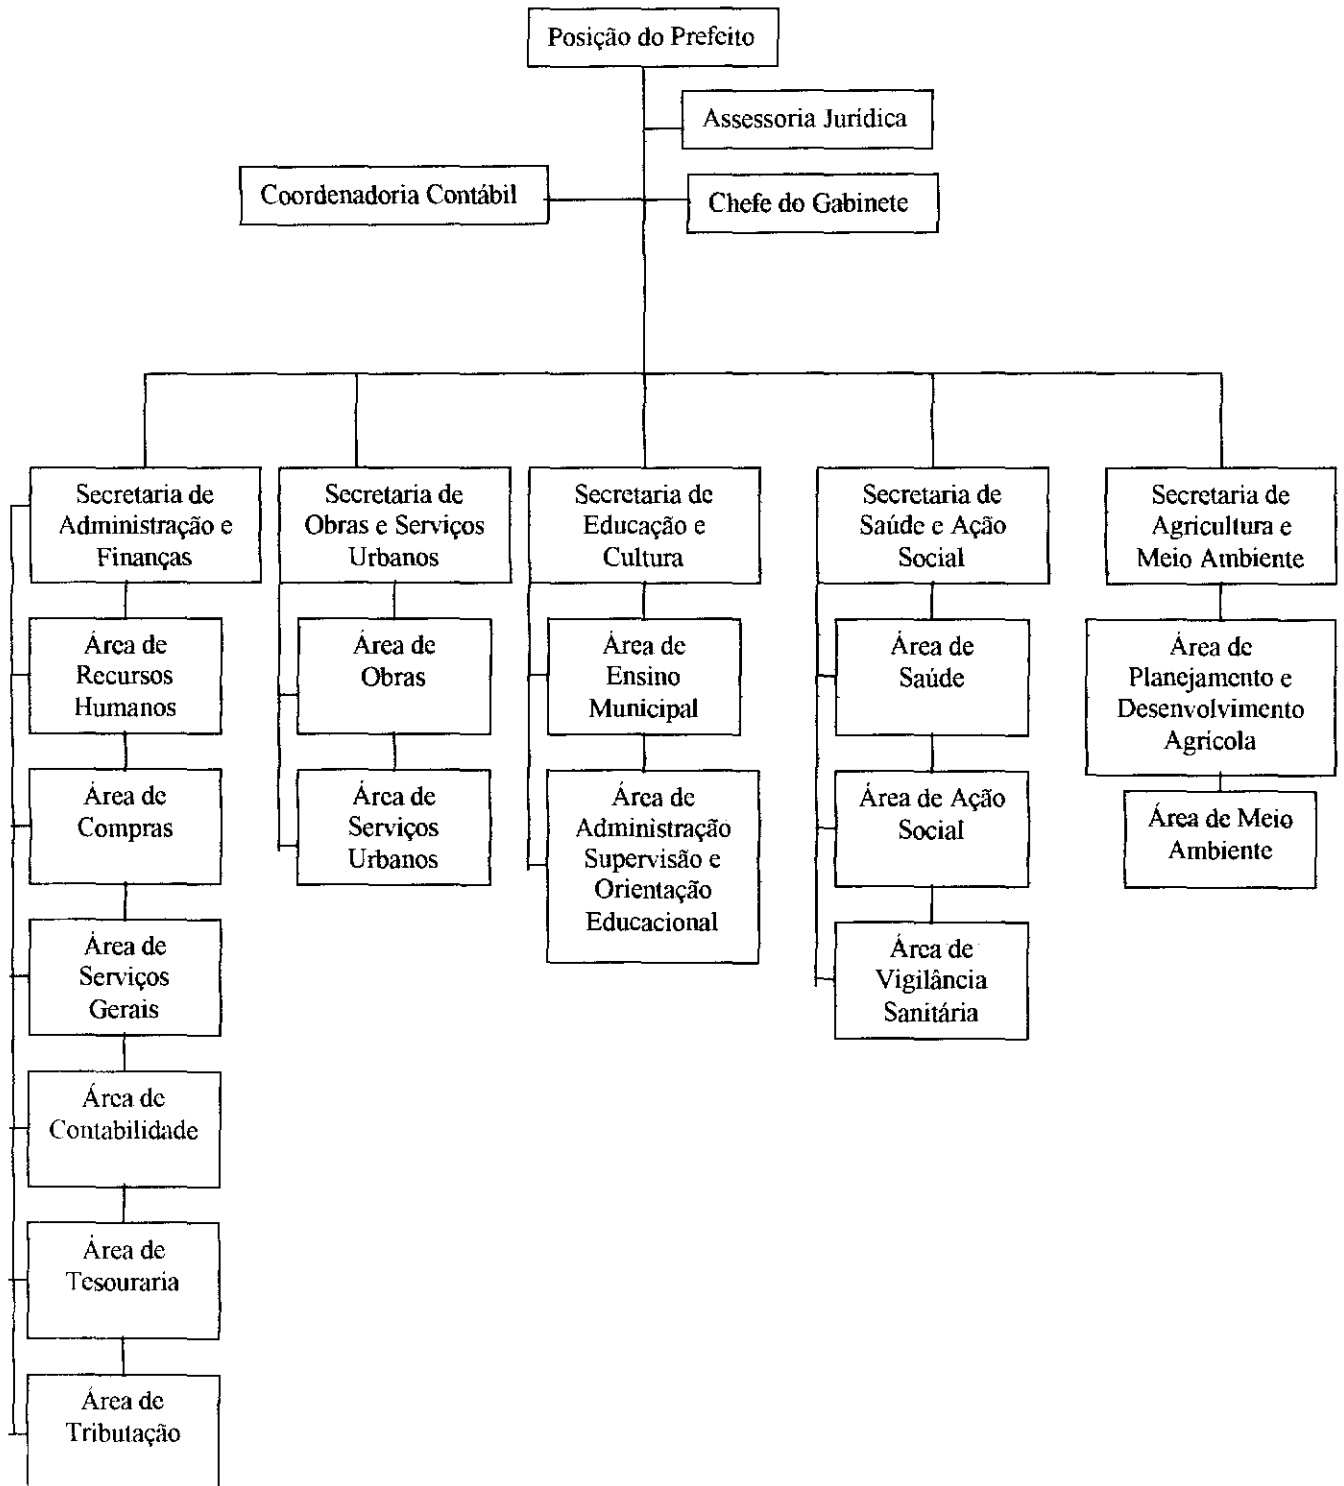 Posição do Prefeito
Assessoria Jurídica
Coordenadoria Contábil
Chefe do Gabinete
Secretaria de
Administração e
Finanças
Secretaria de
Obras e Serviços
Urbanos
Secretaria de
Educação e
Cultura
Secretaria de
Saúde e Ação
Social
Secretaria de
Agricultura e
Meio Ambiente
Área de
Recursos
Humanos
Área de
Obras
Área de
Ensino
Municipal
Área de
Saúde
Área de
Planejamento e
Desenvolvimento
Agrícola
Área de
Compras
Área de
Serviços
Urbanos
Área de
Administração
Supervisão e
Orientação
Educacional
Área de Ação
Social
Área de Meio
Ambiente
Área de
Serviços
Gerais
Área de
Vigilância
Sanitária
Área de
Contabilidade
Área de
Tesouraria
Área de
Tributação